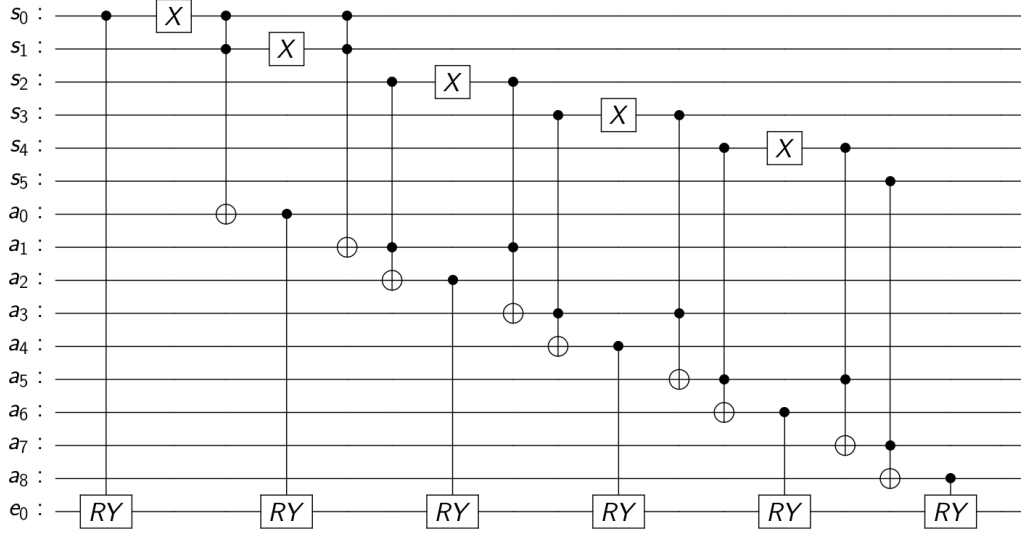 s₀ : X
s₁ : X
s₂ : X
s₃ : X
s₄ : X
s₅ :
a₀ :
a₁ :
a₂ :
a₃ :
a₄ :
a₅ :
a₆ :
a₇ :
a₈ :
e₀ : RY RY RY RY RY RY